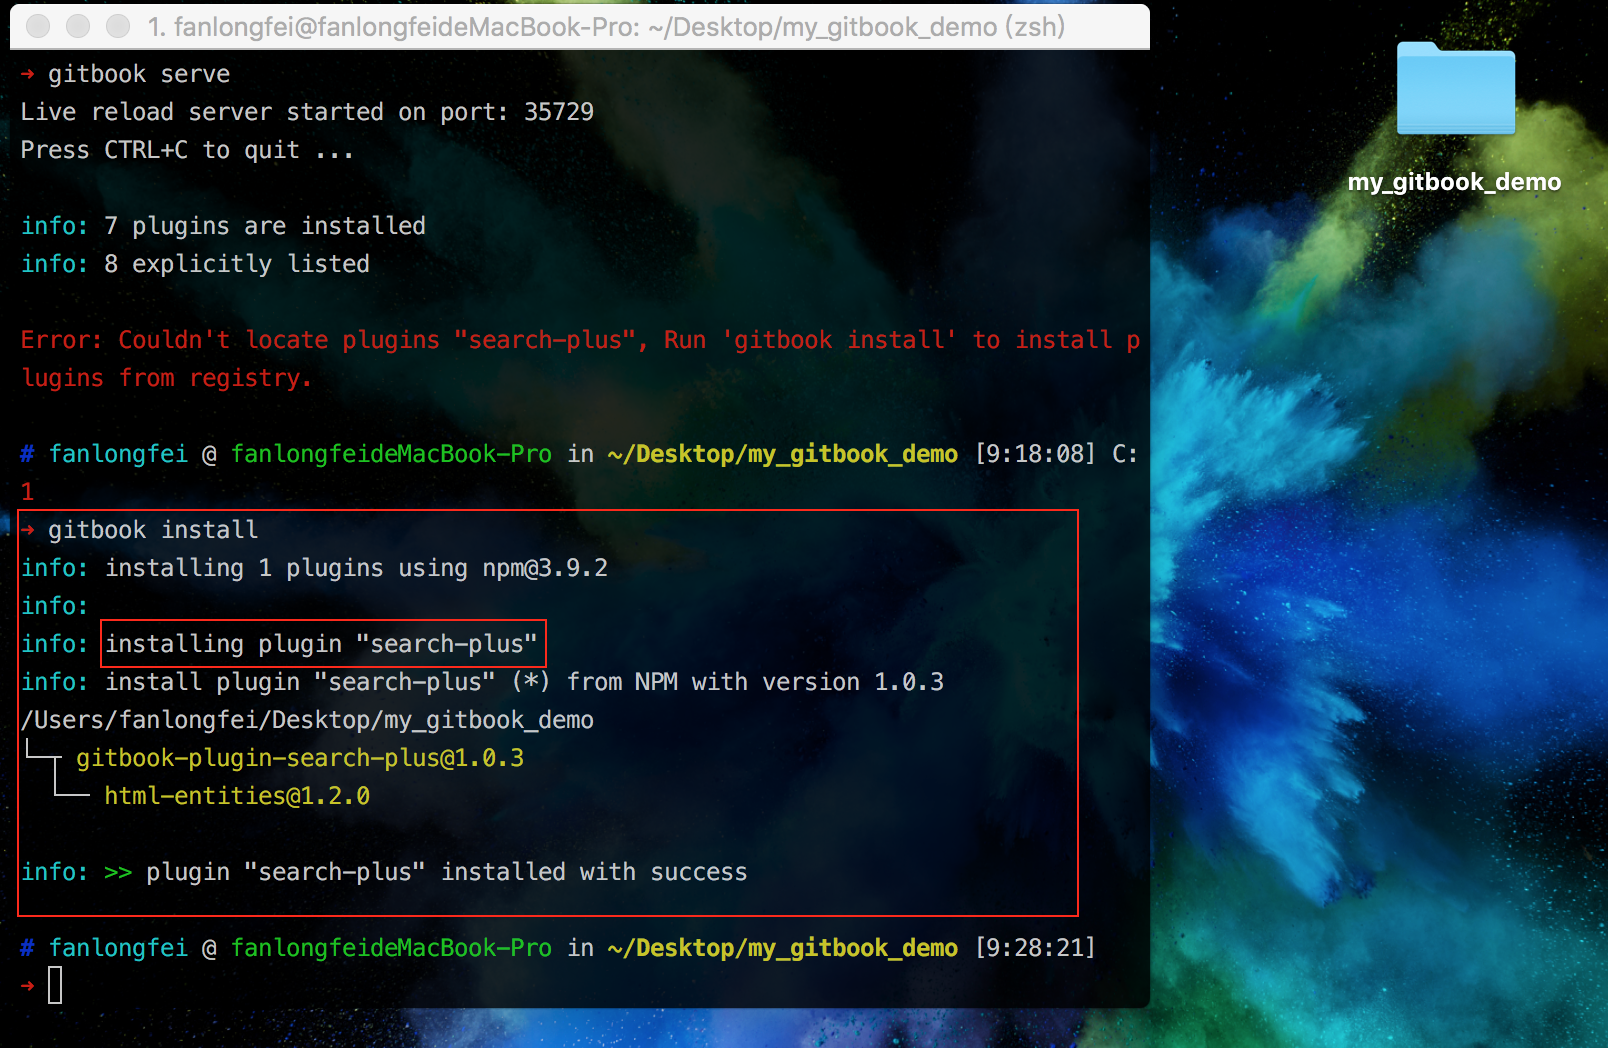 1. fanlongfei@fanlongfeideMacBook-Pro: ~/Desktop/my_gitbook_demo (zsh)
→ gitbook serve
Live reload server started on port: 35729
Press CTRL+C to quit ...
info: 7 plugins are installed
info: 8 explicitly listed
Error: Couldn't locate plugins "search-plus", Run 'gitbook install' to install p
lugins from registry.
# fanlongfei @ fanlongfeideMacBook-Pro in ~/Desktop/my_gitbook_demo [9:18:08] C:
1
→ gitbook install
info: installing 1 plugins using npm@3.9.2
info:
info: installing plugin "search-plus"
info: install plugin "search-plus" (*) from NPM with version 1.0.3
/Users/fanlongfei/Desktop/my_gitbook_demo
└─┬ gitbook-plugin-search-plus@1.0.3
  └── html-entities@1.2.0
info: >> plugin "search-plus" installed with success
# fanlongfei @ fanlongfeideMacBook-Pro in ~/Desktop/my_gitbook_demo [9:28:21]
→
my_gitbook_demo